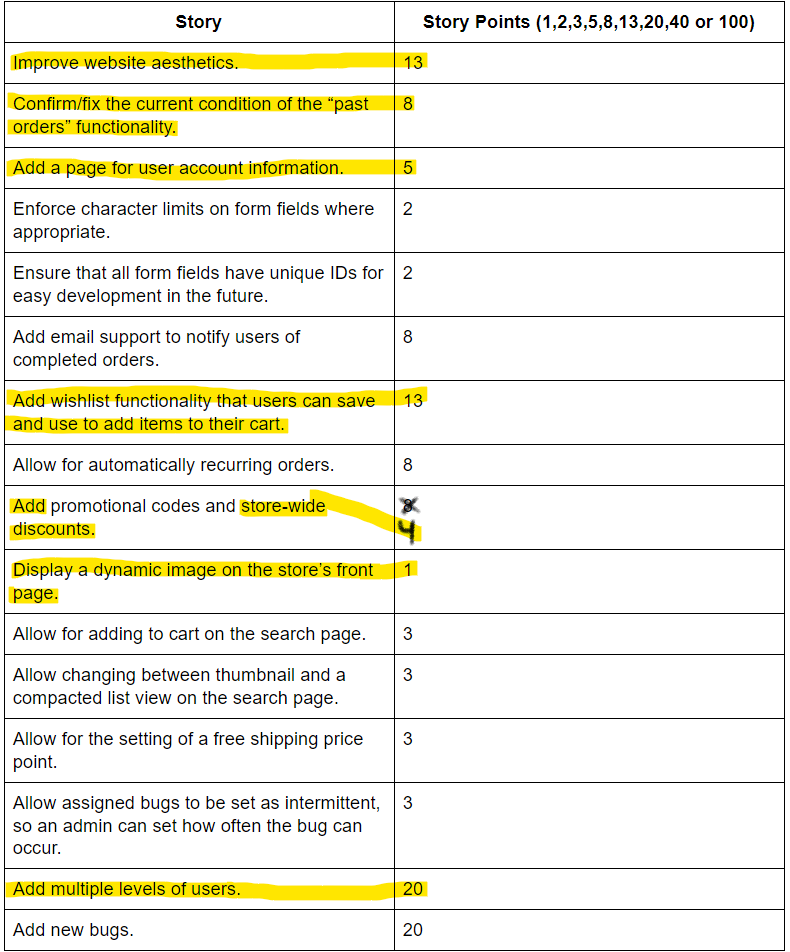 Story Story Points (1,2,3,5,8,13,20,40 or 100)
Improve website aesthetics. 13
Confirm/fix the current condition of the “past 8
orders” functionality.
Add a page for user account information. 5
Enforce character limits on form fields where 2
appropriate.
Ensure that all form fields have unique IDs for 2
easy development in the future.
Add email support to notify users of 8
completed orders.
Add wishlist functionality that users can save 13
and use to add items to their cart.
Allow for automatically recurring orders. 8
Add promotional codes and store-wide 8
discounts. 4
Display a dynamic image on the store’s front 1
page.
Allow for adding to cart on the search page. 3
Allow changing between thumbnail and a 3
compacted list view on the search page.
Allow for the setting of a free shipping price 3
point.
Allow assigned bugs to be set as intermittent, 3
so an admin can set how often the bug can
occur.
Add multiple levels of users. 20
Add new bugs. 20